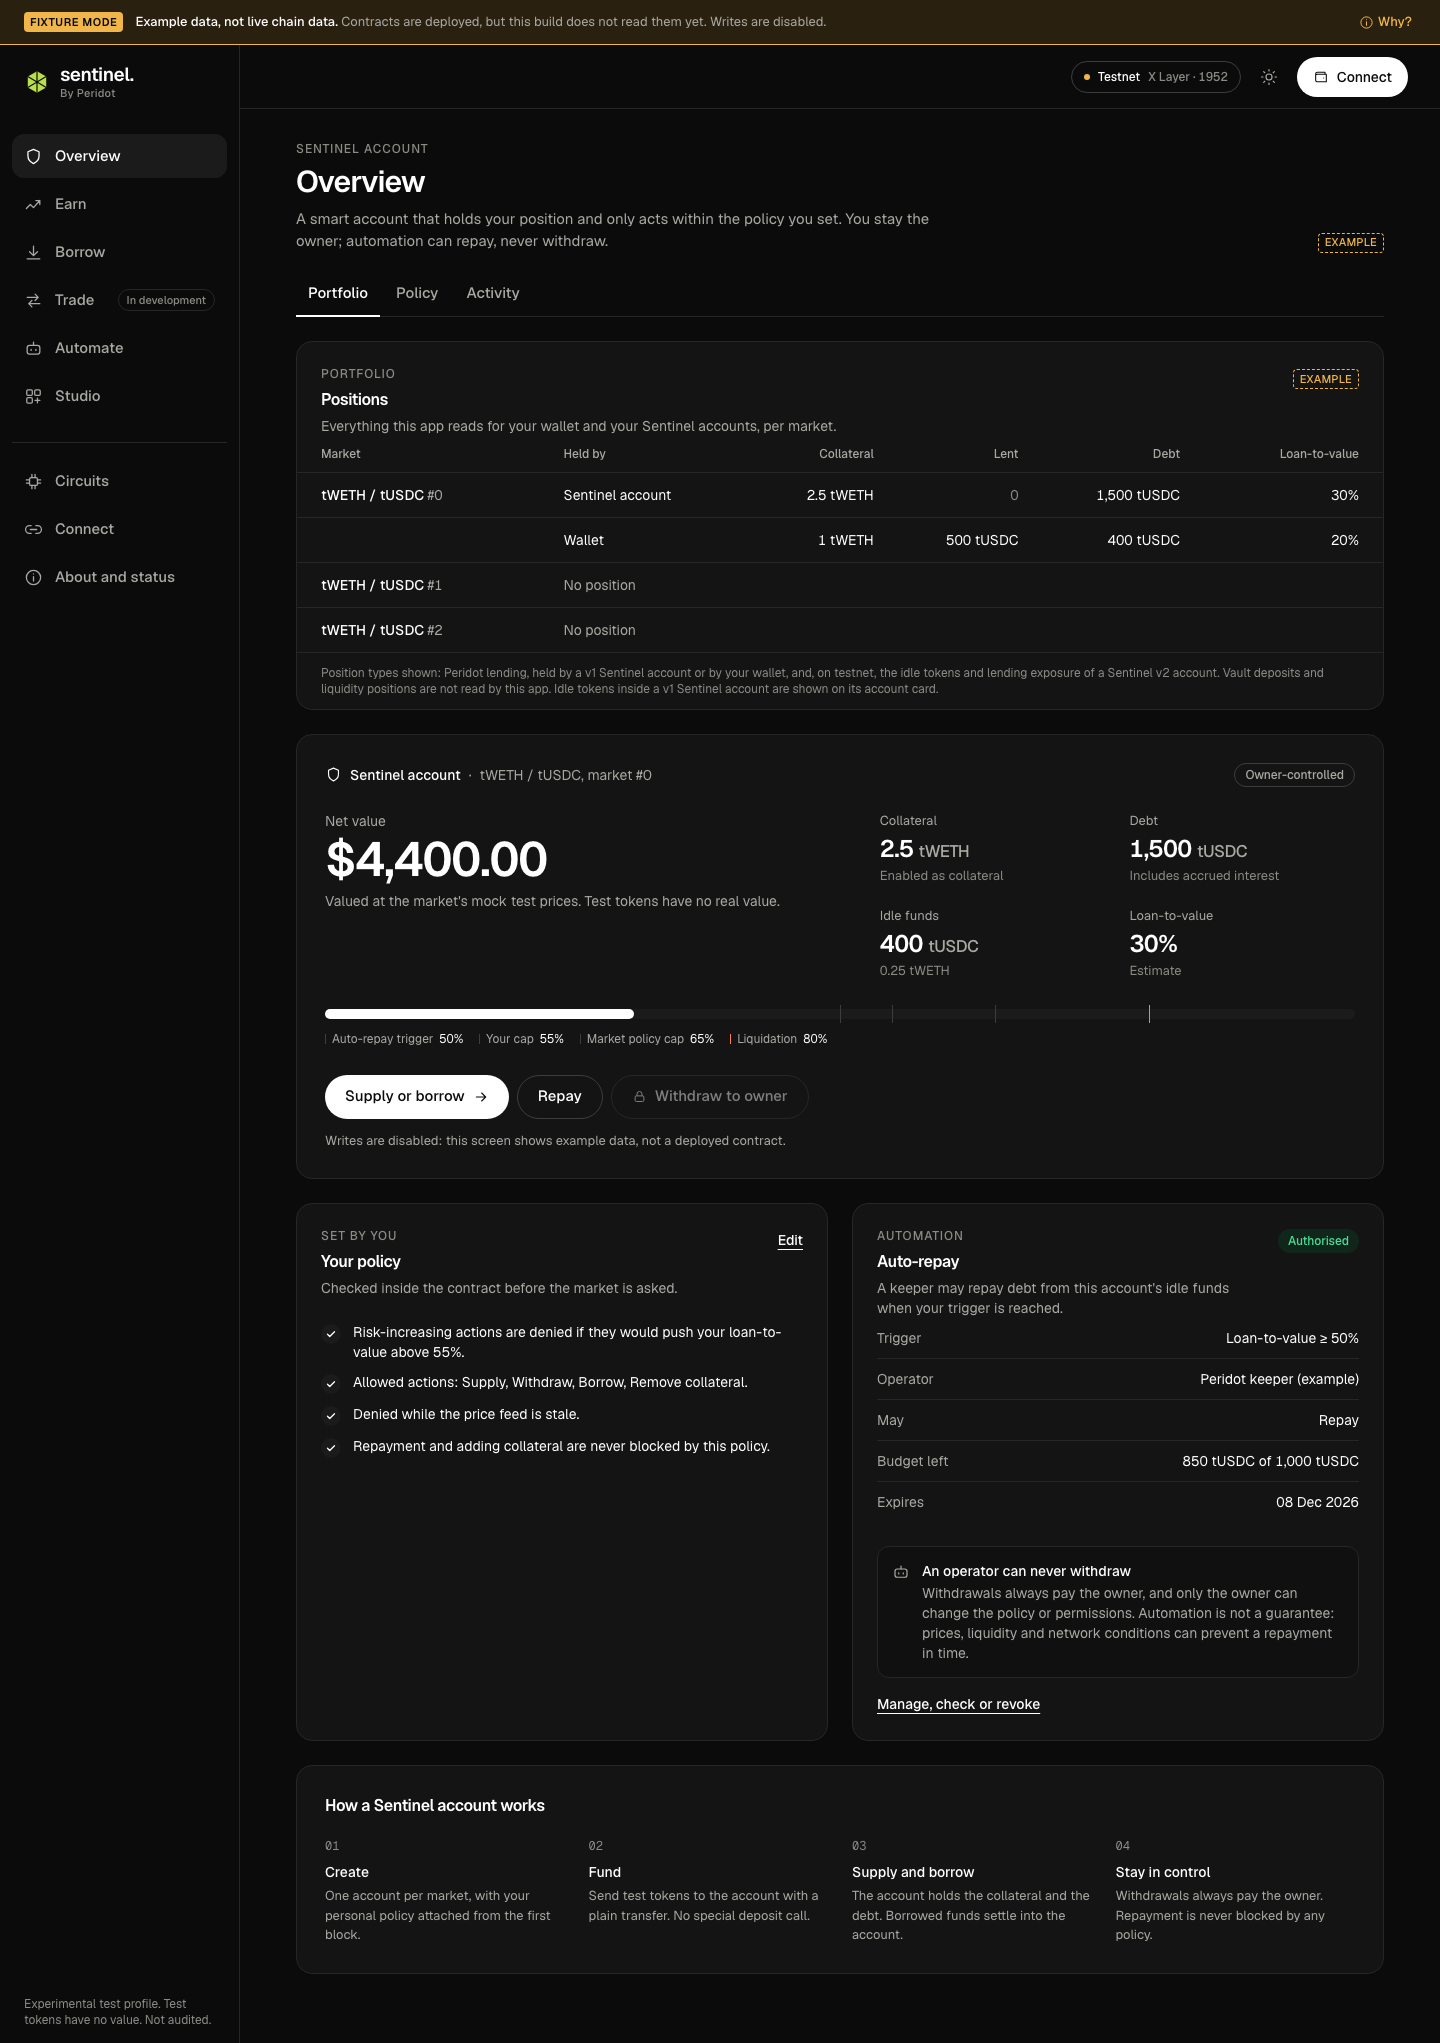 FIXTURE MODE Example data, not live chain data. Contracts are deployed, but this build does not read them yet. Writes are disabled. Why?
sentinel.
By Peridot
Testnet X Layer · 1952 Connect
Overview
Earn
Borrow
Trade In development
Automate
Studio
Circuits
Connect
About and status
SENTINEL ACCOUNT
Overview
A smart account that holds your position and only acts within the policy you set. You stay the
owner; automation can repay, never withdraw.
EXAMPLE
Portfolio Policy Activity
PORTFOLIO
EXAMPLE
Positions
Everything this app reads for your wallet and your Sentinel accounts, per market.
Market Held by Collateral Lent Debt Loan-to-value
tWETH / tUSDC #0 Sentinel account 2.5 tWETH 0 1,500 tUSDC 30%
Wallet 1 tWETH 500 tUSDC 400 tUSDC 20%
tWETH / tUSDC #1 No position
tWETH / tUSDC #2 No position
Position types shown: Peridot lending, held by a v1 Sentinel account or by your wallet, and, on testnet, the idle tokens and lending exposure of a Sentinel v2 account. Vault deposits and
liquidity positions are not read by this app. Idle tokens inside a v1 Sentinel account are shown on its account card.
Sentinel account · tWETH / tUSDC, market #0 Owner-controlled
Net value
$4,400.00
Valued at the market's mock test prices. Test tokens have no real value.
Collateral
2.5 tWETH
Enabled as collateral
Debt
1,500 tUSDC
Includes accrued interest
Idle funds
400 tUSDC
0.25 tWETH
Loan-to-value
30%
Estimate
Auto-repay trigger 50% Your cap 55% Market policy cap 65% Liquidation 80%
Supply or borrow → Repay Withdraw to owner
Writes are disabled: this screen shows example data, not a deployed contract.
SET BY YOU
Edit
Your policy
Checked inside the contract before the market is asked.
Risk-increasing actions are denied if they would push your loan-to-
value above 55%.
Allowed actions: Supply, Withdraw, Borrow, Remove collateral.
Denied while the price feed is stale.
Repayment and adding collateral are never blocked by this policy.
AUTOMATION
Authorised
Auto-repay
A keeper may repay debt from this account's idle funds
when your trigger is reached.
Trigger Loan-to-value ≥ 50%
Operator Peridot keeper (example)
May Repay
Budget left 850 tUSDC of 1,000 tUSDC
Expires 08 Dec 2026
An operator can never withdraw
Withdrawals always pay the owner, and only the owner can
change the policy or permissions. Automation is not a guarantee:
prices, liquidity and network conditions can prevent a repayment
in time.
Manage, check or revoke
How a Sentinel account works
01
Create
One account per market, with your
personal policy attached from the first
block.
02
Fund
Send test tokens to the account with a
plain transfer. No special deposit call.
03
Supply and borrow
The account holds the collateral and the
debt. Borrowed funds settle into the
account.
04
Stay in control
Withdrawals always pay the owner.
Repayment is never blocked by any
policy.
Experimental test profile. Test
tokens have no value. Not audited.